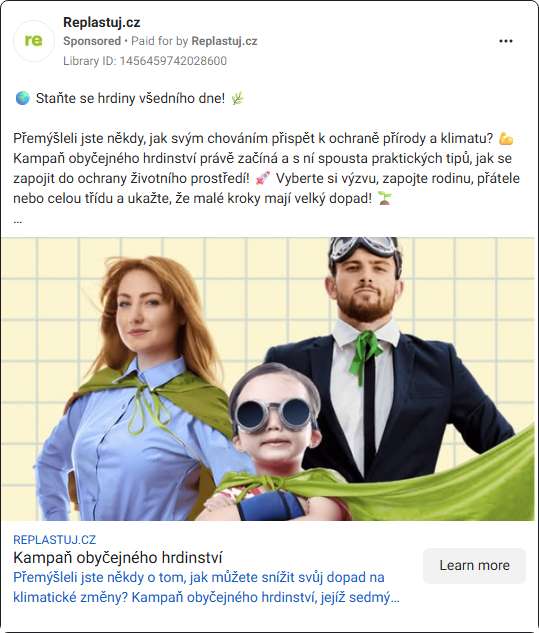 re
Replastuj.cz
Sponsored • Paid for by Replastuj.cz
Library ID: 1456459742028600
🌍 Staňte se hrdiny všedního dne! 🌿
Přemýšleli jste někdy, jak svým chováním přispět k ochraně přírody a klimatu? 💪
Kampaň obyčejného hrdinství právě začíná a s ní spousta praktických tipů, jak se
zapojit do ochrany životního prostředí! 🚀 Vyberte si výzvu, zapojte rodinu, přátele
nebo celou třídu a ukažte, že malé kroky mají velký dopad! 🌱
...
REPLASTUJ.CZ
Kampaň obyčejného hrdinství
Přemýšleli jste někdy o tom, jak můžete snížit svůj dopad na
klimatické změny? Kampaň obyčejného hrdinství, jejíž sedmý...
Learn more